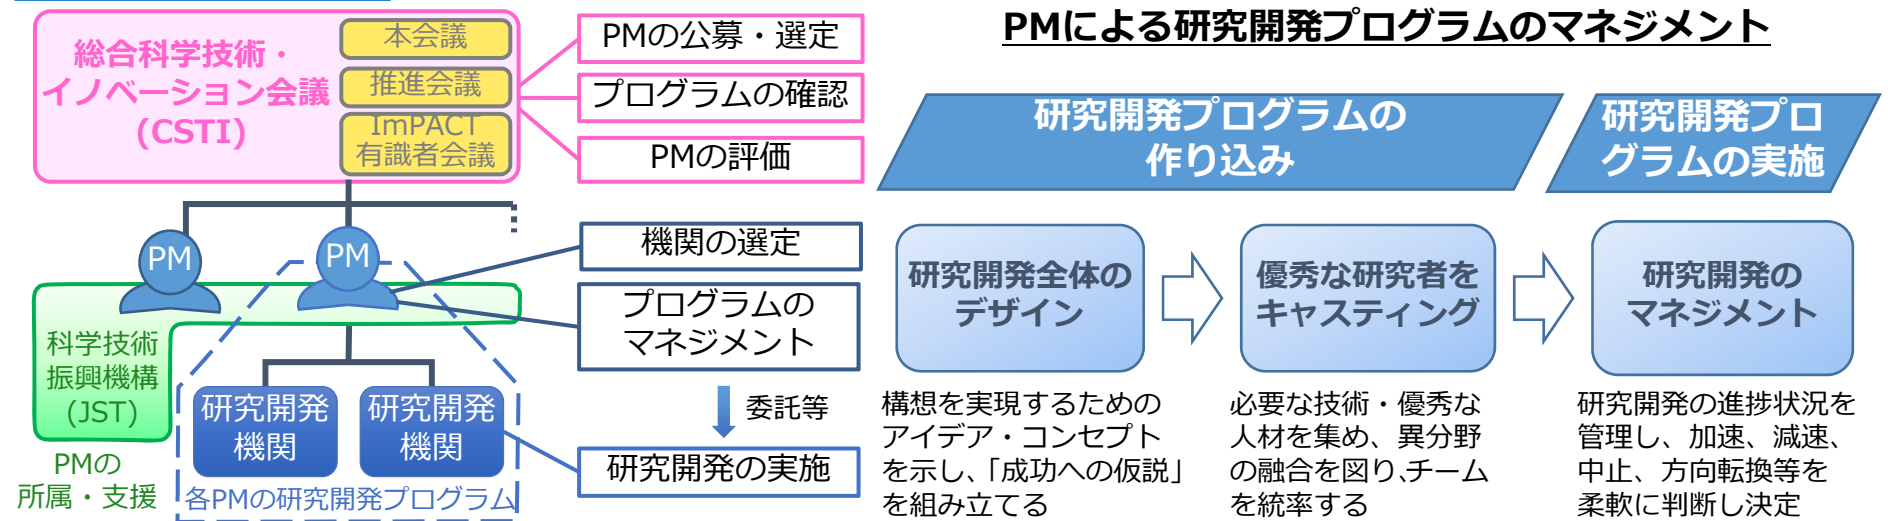 総合科学技術・
イノベーション会議
(CSTI)
本会議
推進会議
ImPACT
有識者会議
PMの公募・選定
プログラムの確認
PMの評価
PM
PM
機関の選定
プログラムの
マネジメント
科学技術
振興機構
(JST)
研究開発
機関
研究開発
機関
委託等
研究開発の実施
PMの
所属・支援
各PMの研究開発プログラム
PMによる研究開発プログラムのマネジメント
研究開発プログラムの
作り込み
研究開発プロ
グラムの実施
研究開発全体の
デザイン
優秀な研究者を
キャスティング
研究開発の
マネジメント
構想を実現するための
アイデア・コンセプト
を示し、「成功への仮説」
を組み立てる
必要な技術・優秀な
人材を集め、異分野
の融合を図り、チーム
を統率する
研究開発の進捗状況を
管理し、加速、減速、
中止、方向転換等を
柔軟に判断し決定